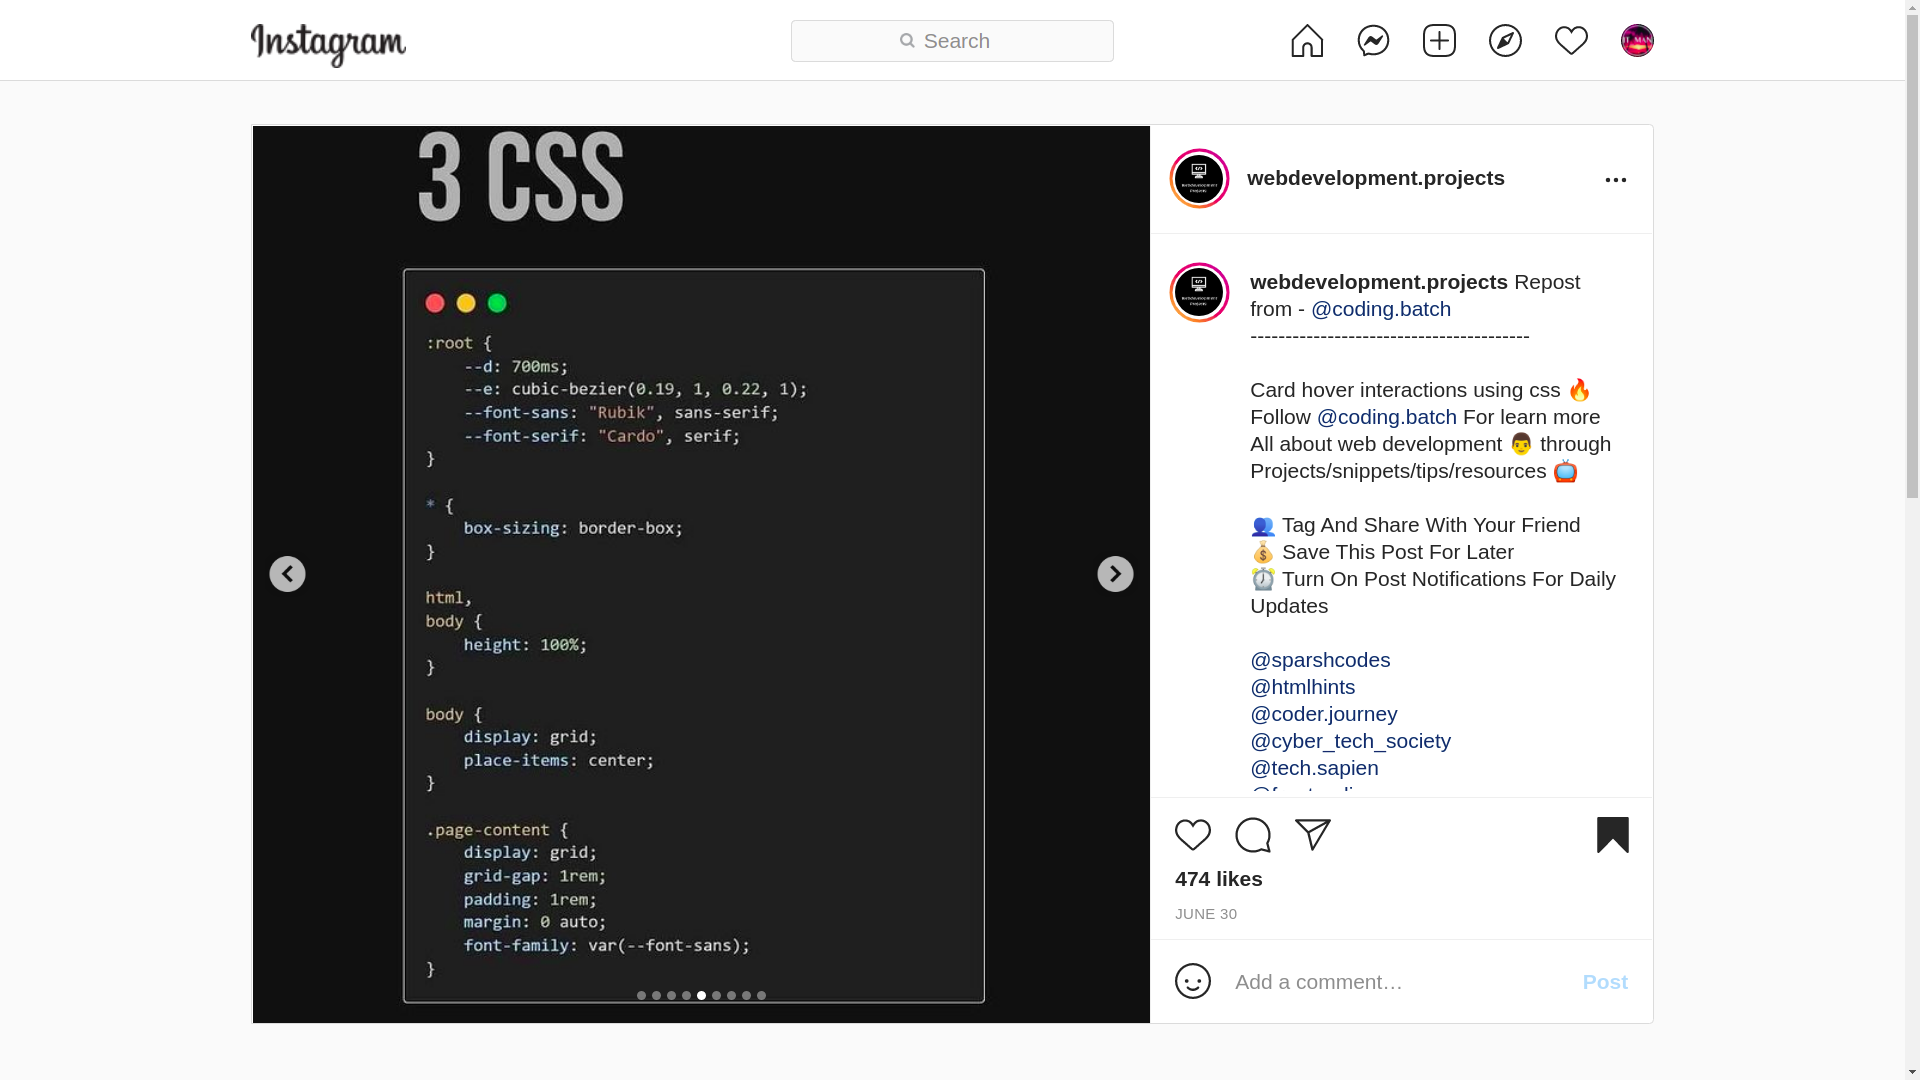 Instagram
Search
3 CSS
:root {
--d: 700ms;
--e: cubic-bezier(0.19, 1, 0.22, 1);
--font-sans: "Rubik", sans-serif;
--font-serif: "Cardo", serif;
}
* {
box-sizing: border-box;
}
html,
body {
height: 100%;
}
body {
display: grid;
place-items: center;
}
.page-content {
display: grid;
grid-gap: 1rem;
padding: 1rem;
margin: 0 auto;
font-family: var(--font-sans);
}
webdevelopment.projects
webdevelopment.projects Repost
from - @coding.batch
----------------------------------------
Card hover interactions using css 🔥
Follow @coding.batch For learn more
All about web development 👨 through
Projects/snippets/tips/resources 📺
👥 Tag And Share With Your Friend
💰 Save This Post For Later
⏰ Turn On Post Notifications For Daily
Updates
@sparshcodes
@htmlhints
@coder.journey
@cyber_tech_society
@tech.sapien
474 likes
JUNE 30
Add a comment…
Post